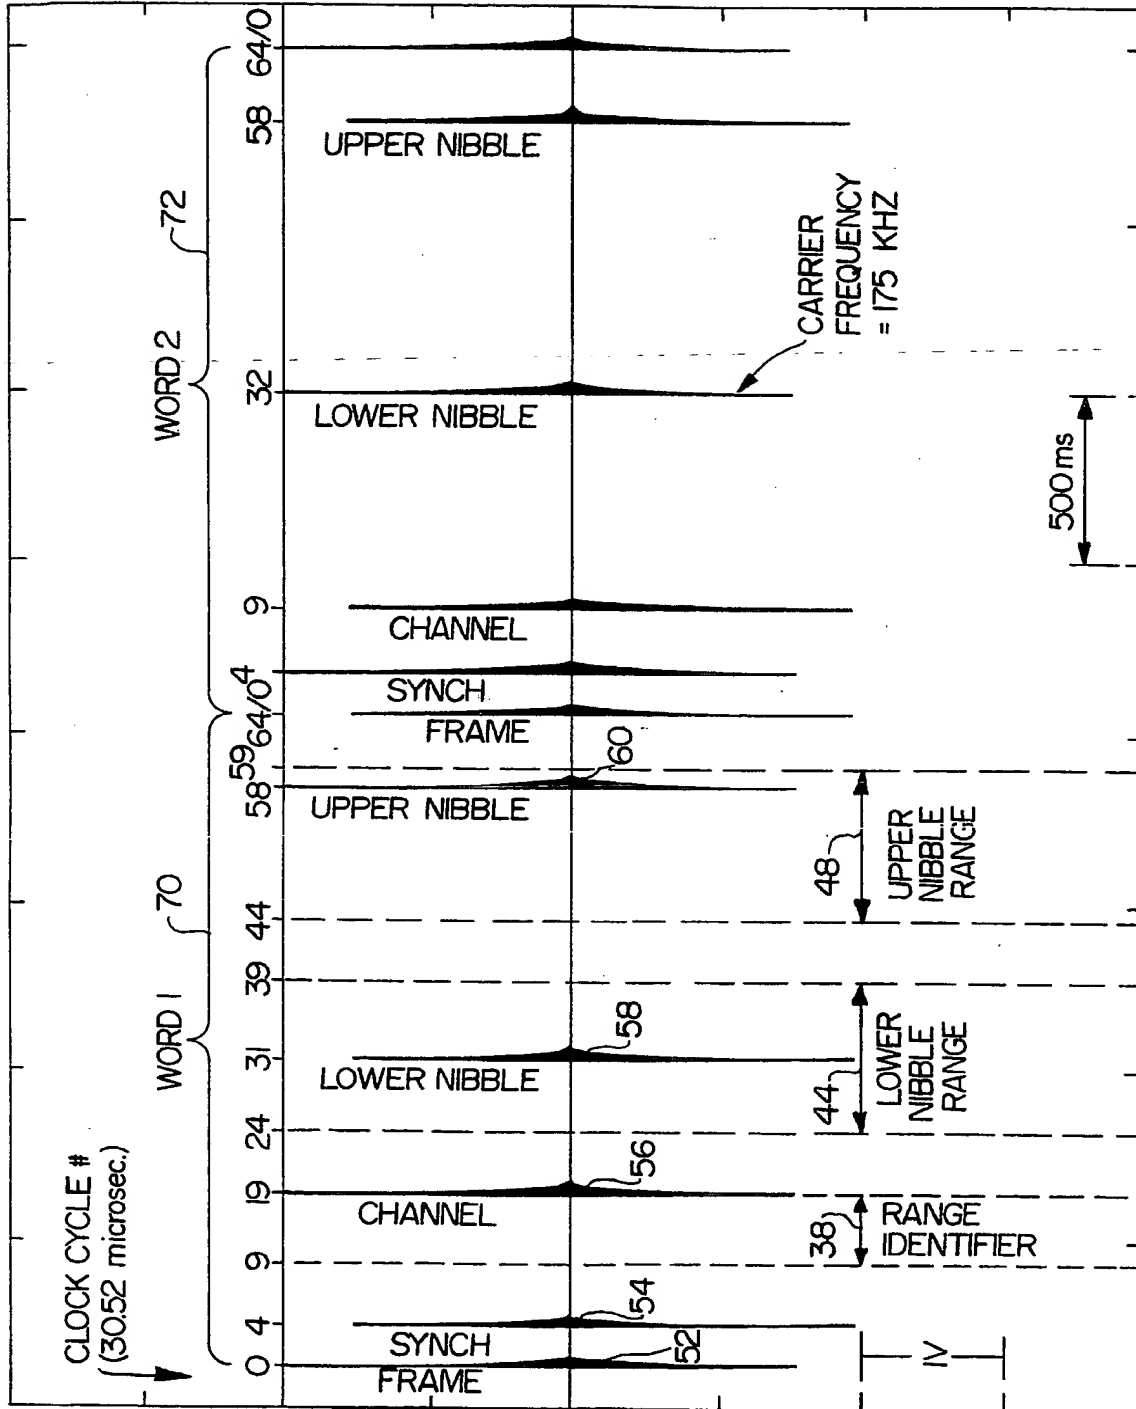 CLOCK CYCLE #
(30.52 microsec.)
WORD 1
70
WORD 2
72
0
4
9
19
24
31
39
44
58
59
64/0
4
9
32
58
64/0
FRAME
SYNCH
CHANNEL
LOWER NIBBLE
UPPER NIBBLE
FRAME
SYNCH
CHANNEL
LOWER NIBBLE
UPPER NIBBLE
52
54
56
58
60
CARRIER
FREQUENCY
= 175 KHZ
38
RANGE
IDENTIFIER
44
LOWER
NIBBLE
RANGE
48
UPPER
NIBBLE
RANGE
500ms
1V